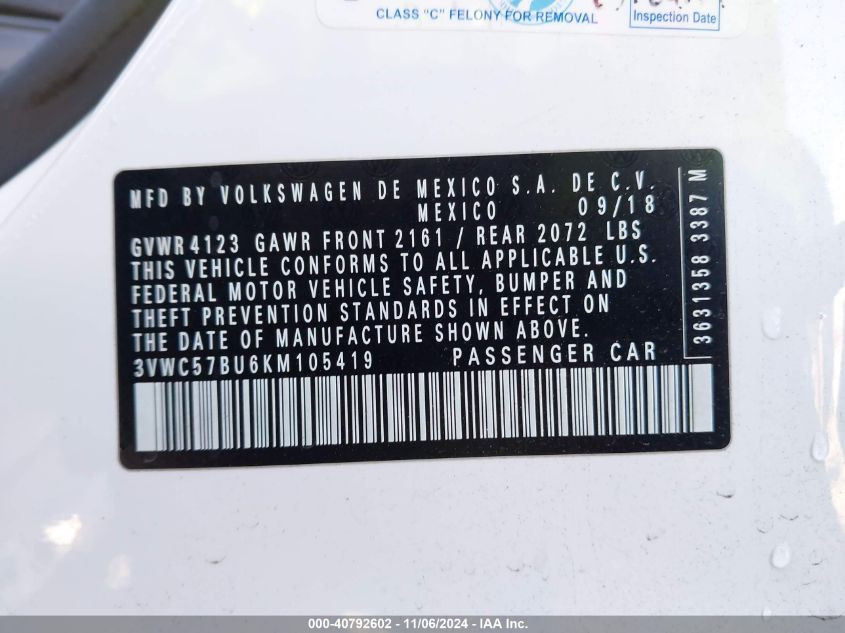 CLASS "C" FELONY FOR REMOVAL
Inspection Date
MFD BY VOLKSWAGEN DE MEXICO S.A. DE C.V.
MEXICO 09/18
GVWR 4123 GAWR FRONT 2161 / REAR 2072 LBS
THIS VEHICLE CONFORMS TO ALL APPLICABLE U.S.
FEDERAL MOTOR VEHICLE SAFETY, BUMPER AND
THEFT PREVENTION STANDARDS IN EFFECT ON
THE DATE OF MANUFACTURE SHOWN ABOVE.
3VWC57BU6KM105419 PASSENGER CAR
3631358 3387 M
000-40792602 - 11/06/2024 - IAA Inc.